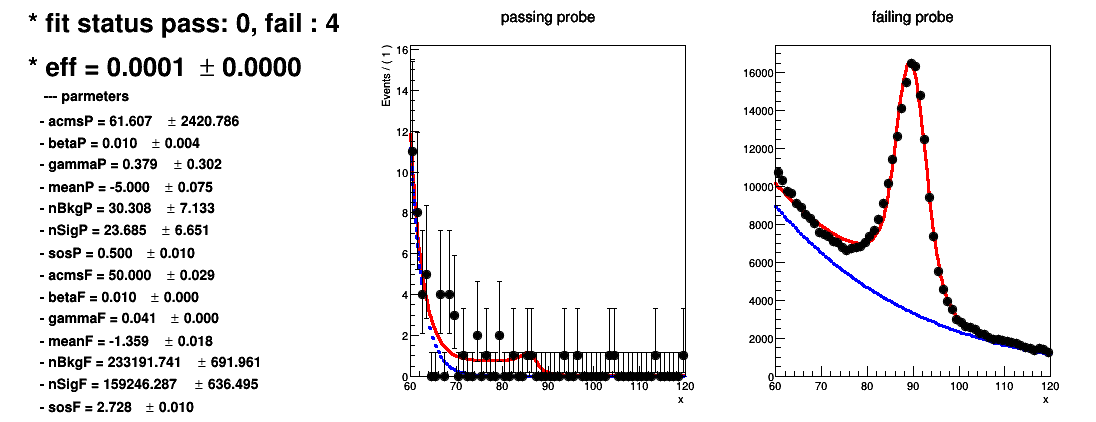 * fit status pass: 0, fail : 4
* eff = 0.0001 ± 0.0000
--- parmeters
- acmsP = 61.607 ± 2420.786
- betaP = 0.010 ± 0.004
- gammaP = 0.379 ± 0.302
- meanP = -5.000 ± 0.075
- nBkgP = 30.308 ± 7.133
- nSigP = 23.685 ± 6.651
- sosP = 0.500 ± 0.010
- acmsF = 50.000 ± 0.029
- betaF = 0.010 ± 0.000
- gammaF = 0.041 ± 0.000
- meanF = -1.359 ± 0.018
- nBkgF = 233191.741 ± 691.961
- nSigF = 159246.287 ± 636.495
- sosF = 2.728 ± 0.010
passing probe
Events / ( 1 )
16
14
12
10
8
6
4
2
0
60 70 80 90 100 110 120
x
failing probe
16000
14000
12000
10000
8000
6000
4000
2000
0
60 70 80 90 100 110 120
x